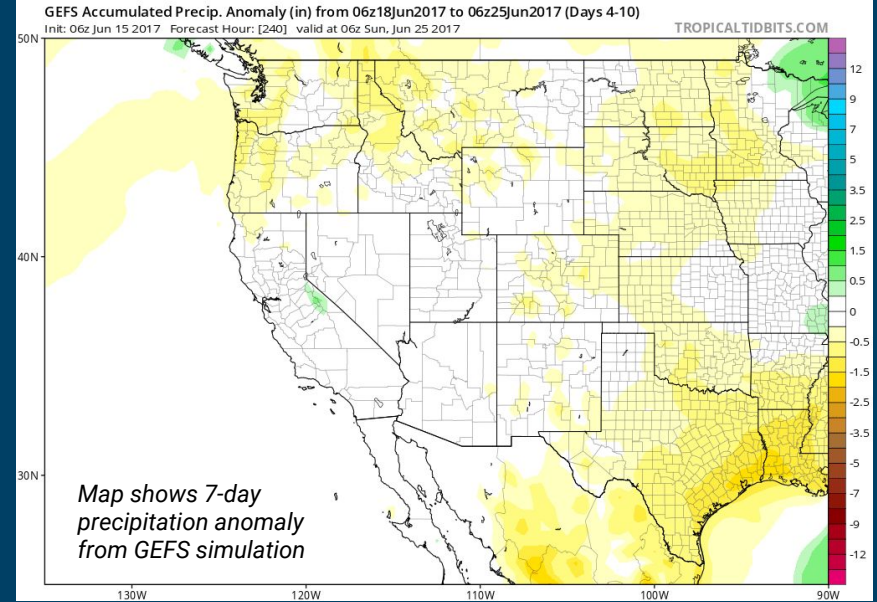 GEFS Accumulated Precip. Anomaly (in) from 06z18Jun2017 to 06z25Jun2017 (Days 4-10)
Init: 06z Jun 15 2017 Forecast Hour: [240] valid at 06z Sun, Jun 25 2017 TROPICALTIDBITS.COM
50N
40N
30N
Map shows 7-day
precipitation anomaly
from GEFS simulation
130W 120W 110W 100W 90W
12
9
7
5
3.5
2.5
1.5
0.5
0
-0.5
-1.5
-2.5
-3.5
-5
-7
-9
-12